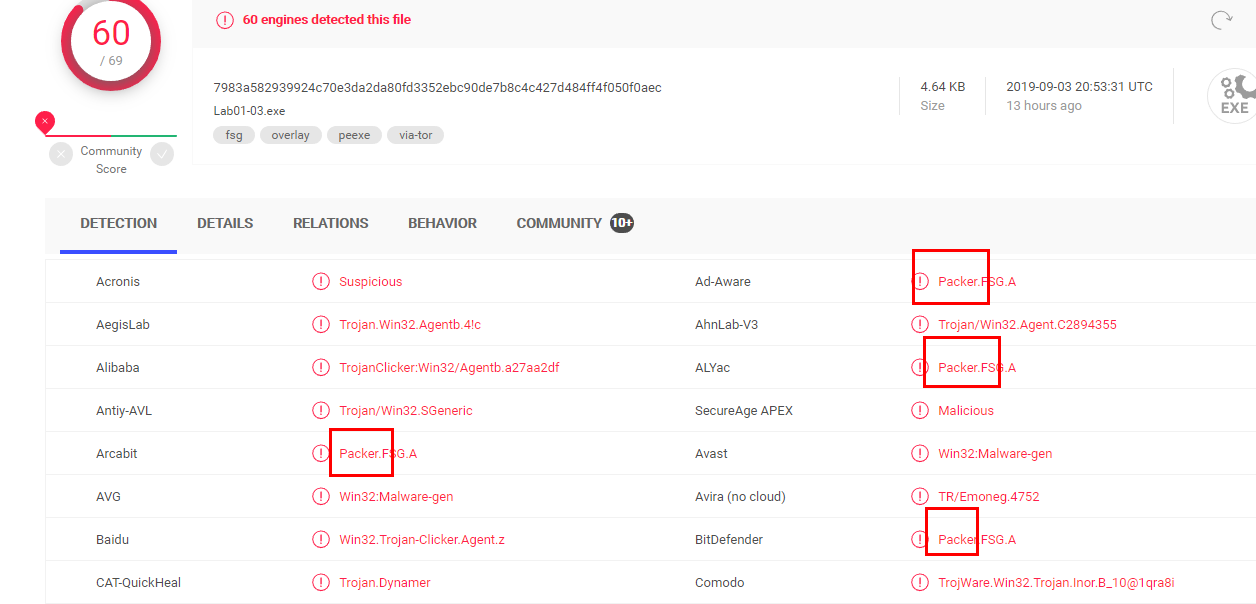 60
/ 69
60 engines detected this file
7983a582939924c70e3da2da80fd3352ebc90de7b8c4c427d484ff4f050f0aec
Lab01-03.exe
fsg overlay peexe via-tor
4.64 KB
Size
2019-09-03 20:53:31 UTC
13 hours ago
EXE
Community
Score
DETECTION DETAILS RELATIONS BEHAVIOR COMMUNITY 10+
Acronis Suspicious Ad-Aware Packer.FSG.A
AegisLab Trojan.Win32.Agentb.4!c AhnLab-V3 Trojan/Win32.Agent.C2894355
Alibaba TrojanClicker:Win32/Agentb.a27aa2df ALYac Packer.FSG.A
Antiy-AVL Trojan/Win32.SGeneric SecureAge APEX Malicious
Arcabit Packer.FSG.A Avast Win32:Malware-gen
AVG Win32:Malware-gen Avira (no cloud) TR/Emoneg.4752
Baidu Win32.Trojan-Clicker.Agent.z BitDefender Packer.FSG.A
CAT-QuickHeal Trojan.Dynamer Comodo TrojWare.Win32.Trojan.Inor.B_10@1qra8i